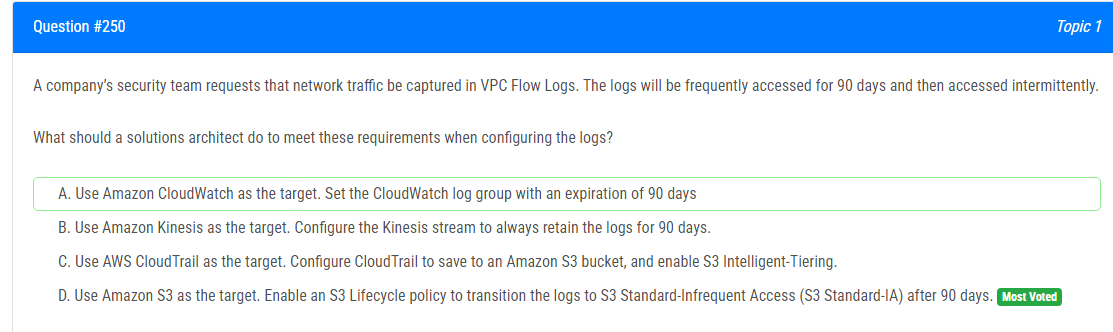 Question #250 Topic 1
A company’s security team requests that network traffic be captured in VPC Flow Logs. The logs will be frequently accessed for 90 days and then accessed intermittently.
What should a solutions architect do to meet these requirements when configuring the logs?
A. Use Amazon CloudWatch as the target. Set the CloudWatch log group with an expiration of 90 days
B. Use Amazon Kinesis as the target. Configure the Kinesis stream to always retain the logs for 90 days.
C. Use AWS CloudTrail as the target. Configure CloudTrail to save to an Amazon S3 bucket, and enable S3 Intelligent-Tiering.
D. Use Amazon S3 as the target. Enable an S3 Lifecycle policy to transition the logs to S3 Standard-Infrequent Access (S3 Standard-IA) after 90 days. Most Voted